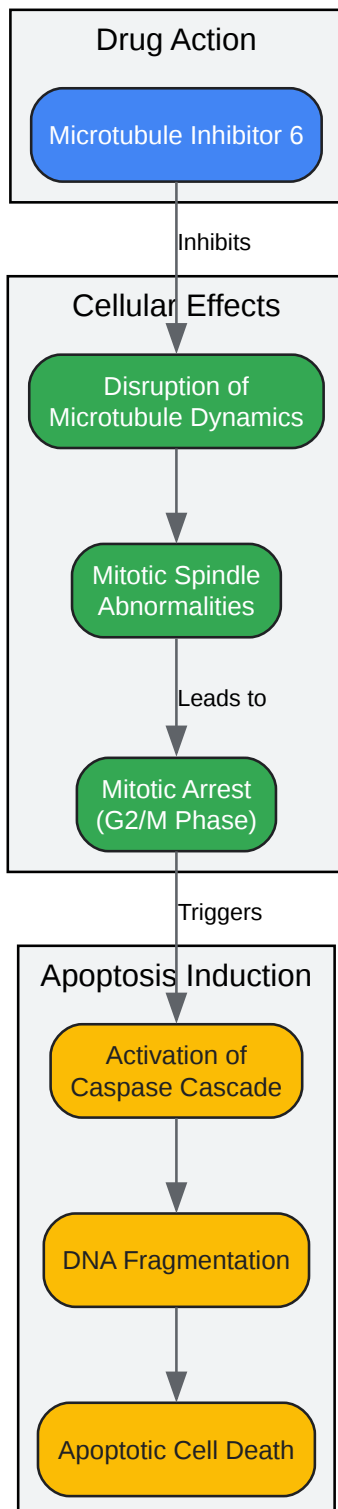 Drug Action
Microtubule Inhibitor 6
Inhibits
Cellular Effects
Disruption of
Microtubule Dynamics
Mitotic Spindle
Abnormalities
Leads to
Mitotic Arrest
(G2/M Phase)
Triggers
Apoptosis Induction
Activation of
Caspase Cascade
DNA Fragmentation
Apoptotic Cell Death